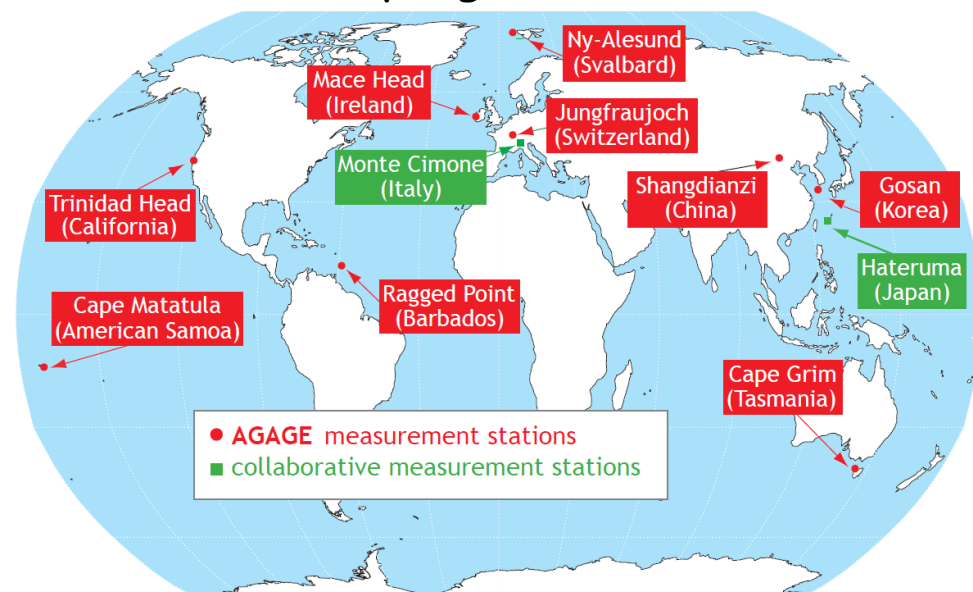 Ny-Alesund
(Svalbard)
Mace Head
(Ireland)
Jungfraujoch
(Switzerland)
Monte Cimone
(Italy)
Trinidad Head
(California)
Shangdianzi
(China)
Gosan
(Korea)
Hateruma
(Japan)
Ragged Point
(Barbados)
Cape Matatula
(American Samoa)
Cape Grim
(Tasmania)
AGAGE measurement stations
collaborative measurement stations